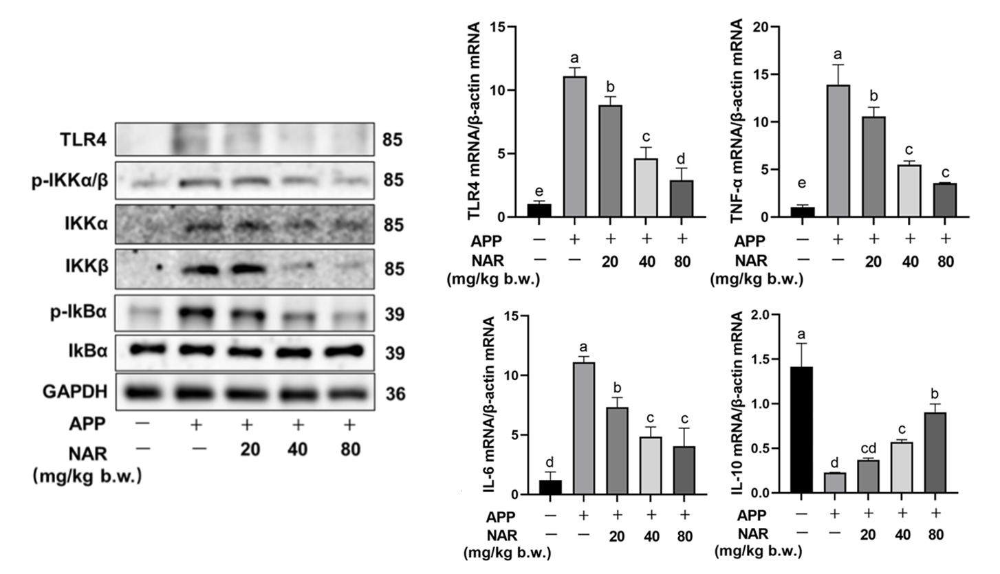 TLR4 85
p-IKKα/β 85
IKKα 85
IKKβ 85
p-IkBα 39
IkBα 39
GAPDH 36
APP — + + + +
NAR — — 20 40 80
(mg/kg b.w.)
TLR4 mRNA/β-actin mRNA
15
10
5
0
e a b c d
APP — + + + +
NAR — — 20 40 80
(mg/kg b.w.)
TNF-α mRNA/β-actin mRNA
20
15
10
5
0
e a b c c
APP — + + + +
NAR — — 20 40 80
(mg/kg b.w.)
IL-6 mRNA/β-actin mRNA
15
10
5
0
d a b c c
APP — + + + +
NAR — — 20 40 80
(mg/kg b.w.)
IL-10 mRNA/β-actin mRNA
2.0
1.5
1.0
0.5
0.0
a d cd c b
APP — + + + +
NAR — — 20 40 80
(mg/kg b.w.)